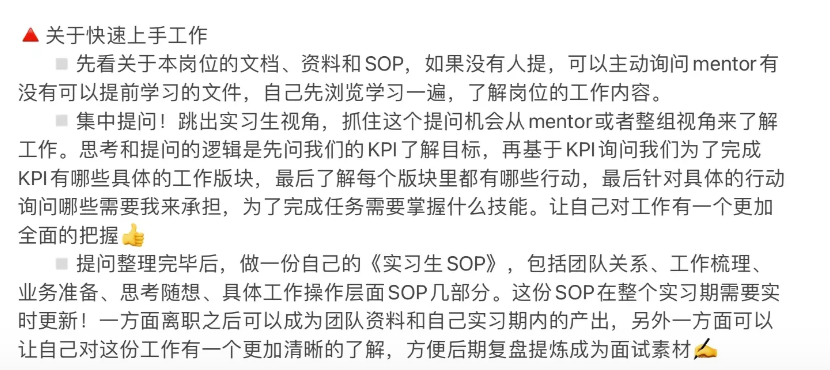 🔺关于快速上手工作
◽先看关于本岗位的文档、资料和SOP，如果没有人提，可以主动询问mentor有
没有可以提前学习的文件，自己先浏览学习一遍，了解岗位的工作内容。
◽集中提问！跳出实习生视角，抓住这个提问机会从mentor或者整组视角来了解
工作。思考和提问的逻辑是先问我们的KPI了解目标，再基于KPI询问我们为了完成
KPI有哪些具体的工作版块，最后了解每个版块里都有哪些行动，最后针对具体的行动
询问哪些需要我来承担，为了完成任务需要掌握什么技能。让自己对工作有一个更加
全面的把握👍
◽提问整理完毕后，做一份自己的《实习生SOP》，包括团队关系、工作梳理、
业务准备、思考随想、具体工作操作层面SOP几部分。这份SOP在整个实习期需要实
时更新！一方面离职之后可以成为团队资料和自己实习期内的产出，另外一方面可以
让自己对这份工作有一个更加清晰的了解，方便后期复盘提炼成为面试素材✍️